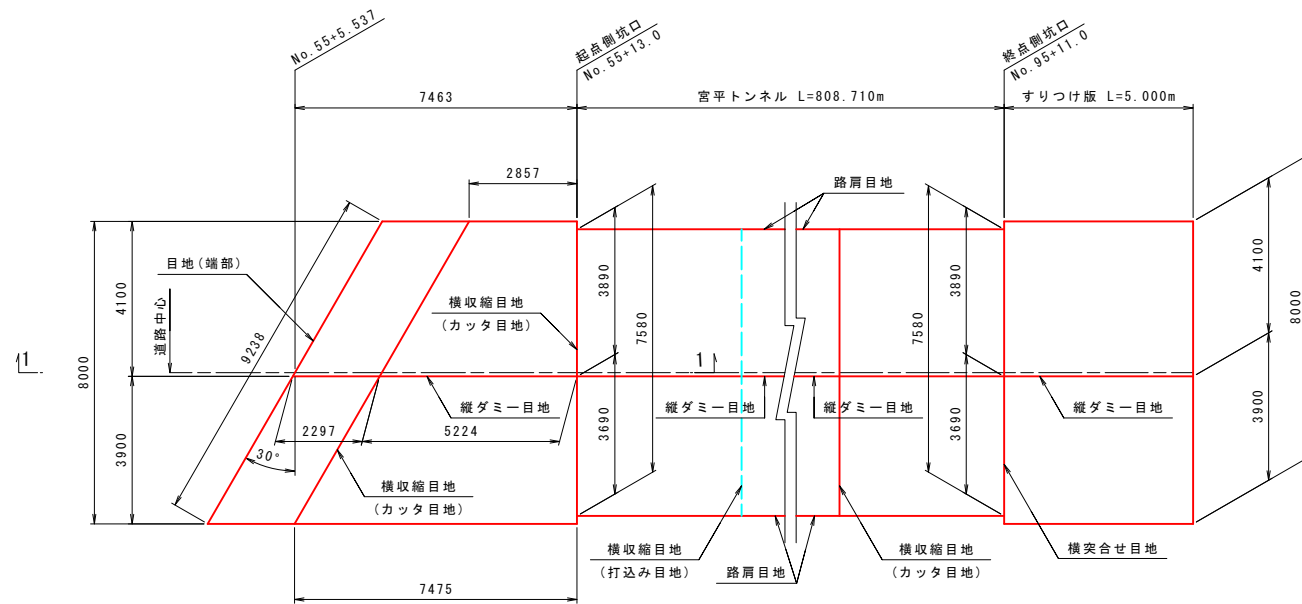 No.55+5.537
起点側坑口
No.55+13.0
終点側坑口
No.95+11.0
7463
宮平トンネル L=808.710m
すりつけ版 L=5.000m
2857
路肩目地
目地(端部)
横収縮目地
(カッタ目地)
3890
7580
3890
7580
4100
8000
4100
8000
道路中心
9238
1
1
縦ダミー目地
縦ダミー目地
縦ダミー目地
縦ダミー目地
2297
5224
30°
3900
3690
3690
3900
横収縮目地
(カッタ目地)
横収縮目地
(打込み目地)
路肩目地
横収縮目地
(カッタ目地)
横突合せ目地
7475